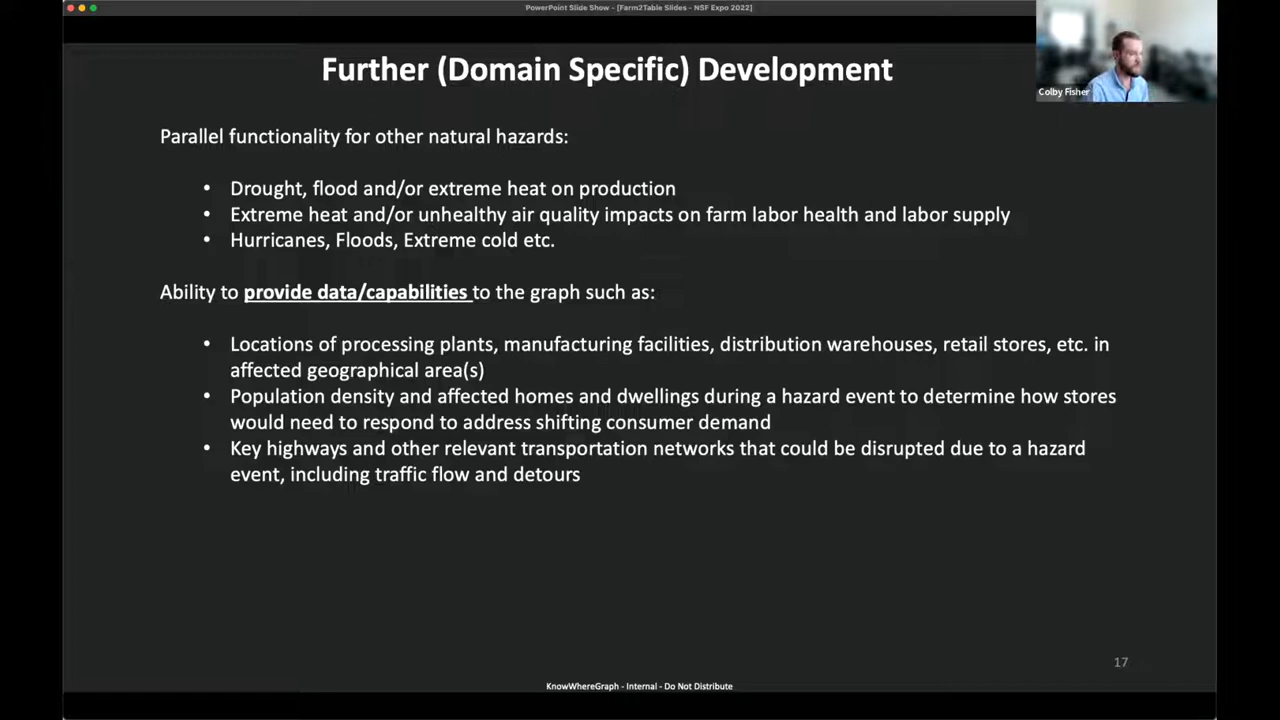 PowerPoint Slide Show - [Farm2Table Slides - NSF Expo 2022]
Colby Fisher
Further (Domain Specific) Development
Parallel functionality for other natural hazards:
• Drought, flood and/or extreme heat on production
• Extreme heat and/or unhealthy air quality impacts on farm labor health and labor supply
• Hurricanes, Floods, Extreme cold etc.
Ability to provide data/capabilities to the graph such as:
• Locations of processing plants, manufacturing facilities, distribution warehouses, retail stores, etc. in
affected geographical area(s)
• Population density and affected homes and dwellings during a hazard event to determine how stores
would need to respond to address shifting consumer demand
• Key highways and other relevant transportation networks that could be disrupted due to a hazard
event, including traffic flow and detours
17
KnowWhereGraph - Internal - Do Not Distribute